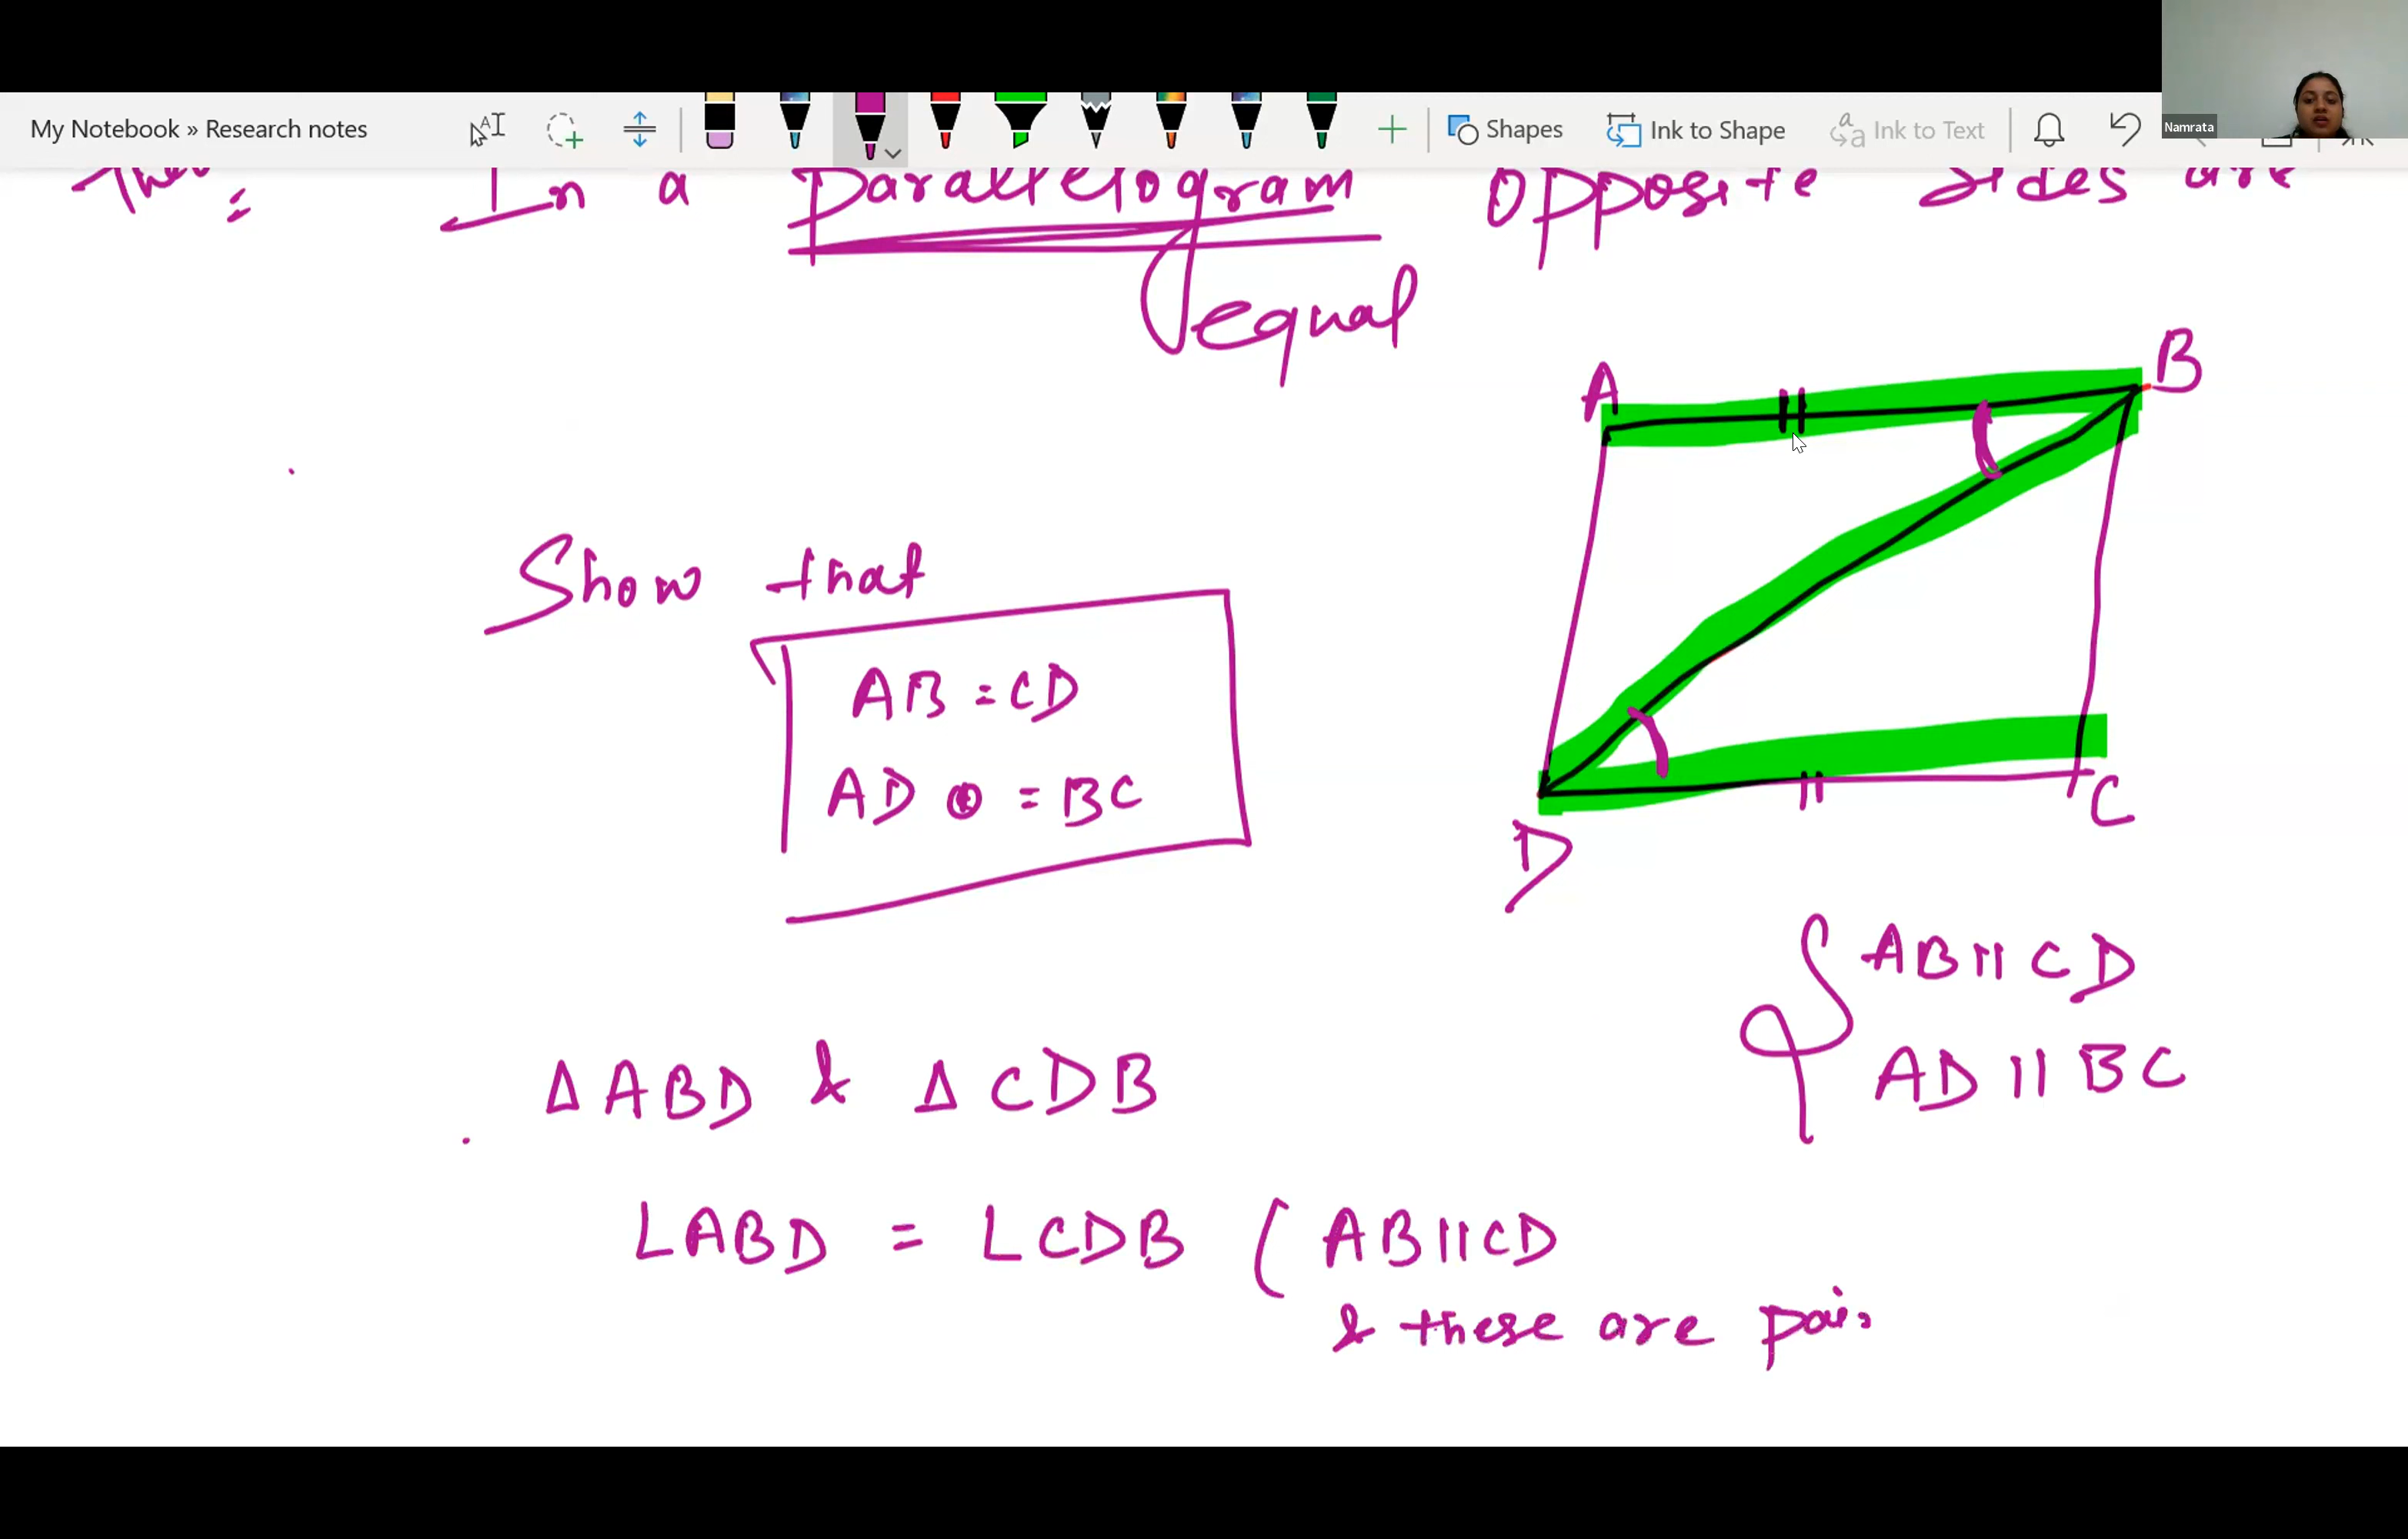 Namrata
My Notebook » Research notes
Shapes
Ink to Shape
Ink to Text
In a parallelogram opposite sides are
equal
A
B
Show that
AB = CD
AD = BC
C
D
AB || CD
AD || BC
Δ ABD & Δ CDB
∠ABD = ∠CDB ( AB||CD
& these are pair